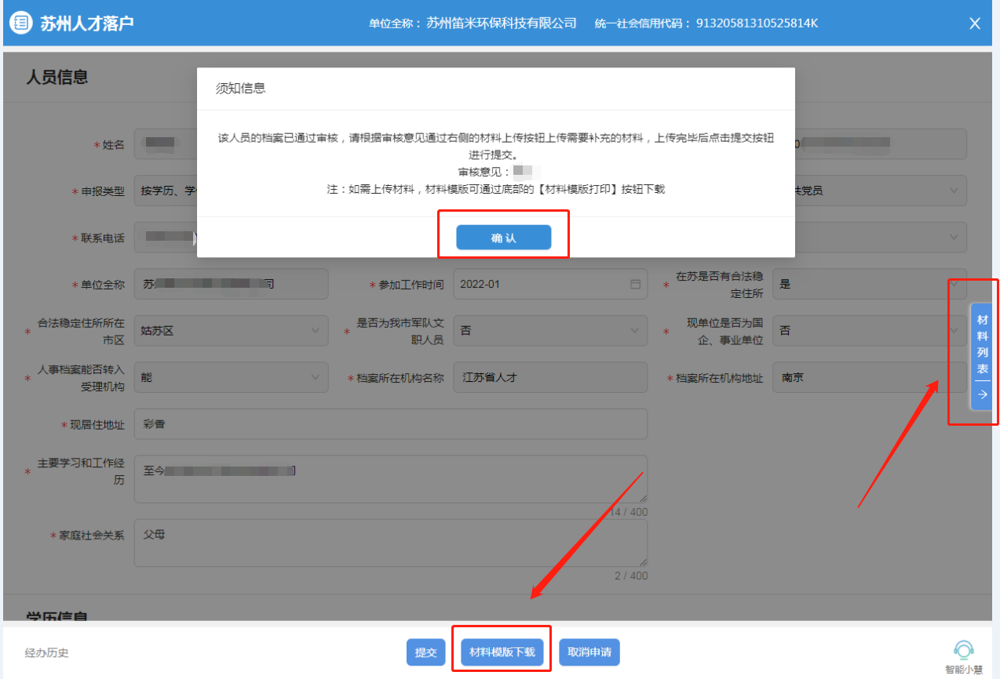 苏州人才落户
单位全称： 苏州笛米环保科技有限公司 统一社会信用代码： 91320581310525814K X
人员信息
须知信息
该人员的档案已通过审核，请根据审核意见通过右侧的材料上传按钮上传需要补充的材料，上传完毕后点击提交按钮
进行提交。
审核意见：
注：如需上传材料，材料模版可通过底部的【材料模版打印】按钮下载
确 认
* 姓名
* 申报类型 按学历、学 共党员
* 联系电话
* 单位全称 苏 司 * 参加工作时间 2022-01 * 在苏是否有合法稳
定住所 是
* 合法稳定住所所在
市区 姑苏区 * 是否为我市军队文
职人员 否 * 现单位是否为国
企、事业单位 否
* 人事档案能否转入
受理机构 能 * 档案所在机构名称 江苏省人才 * 档案所在机构地址 南京
材
料
列
表
* 现居住地址 彩香
* 主要学习和工作经
历 至今
14 / 400
* 家庭社会关系 父母
2 / 400
学历信息
经办历史 提交 材料模版下载 取消申请
智能小慧